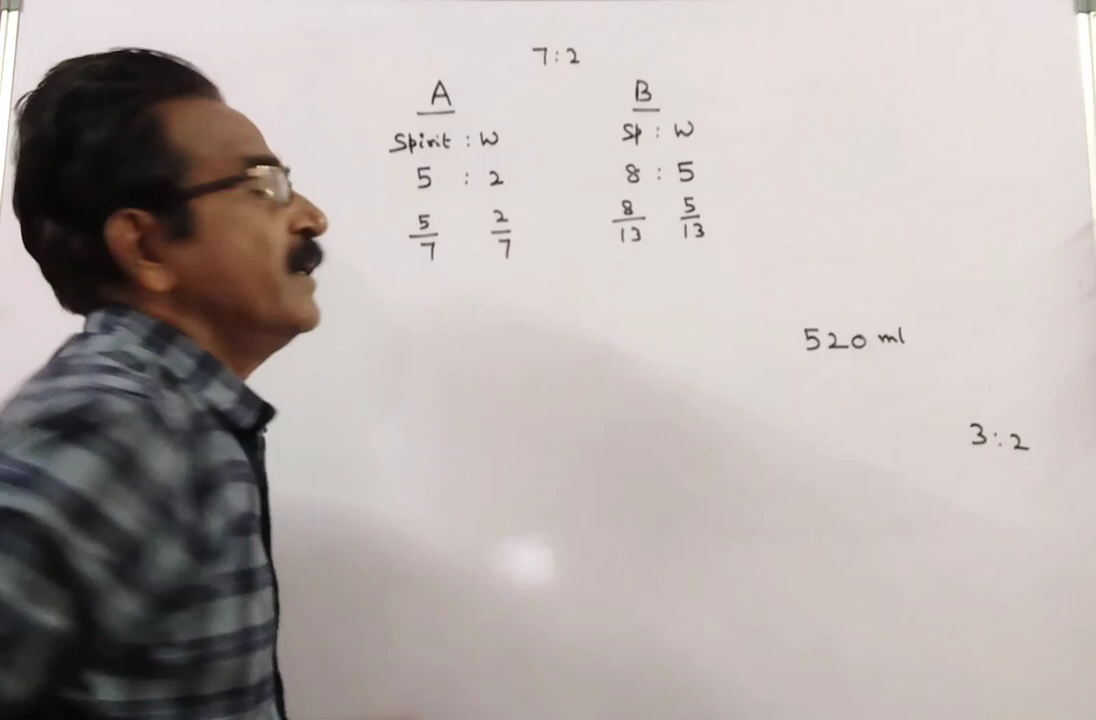 7:2
A B
Spirit : W Sp : W
5 : 2 8 : 5
5/7 2/7 8/13 5/13
520 ml
3:2